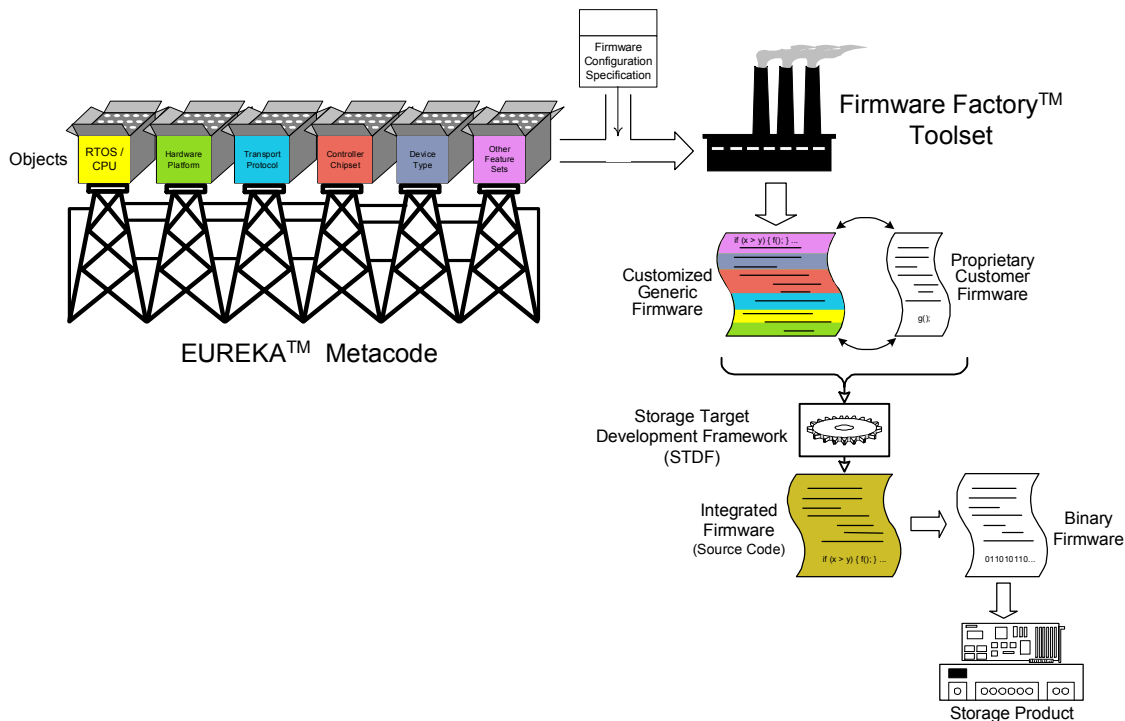 Firmware
Configuration
Specification
Firmware Factory™
Toolset
Objects
RTOS /
CPU
Hardware
Platform
Transport
Protocol
Controller
Chipset
Device
Type
Other
Feature
Sets
EUREKA™ Metacode
if (x > y) { f(); } ...
Customized
Generic
Firmware
g();
Proprietary
Customer
Firmware
Storage Target
Development Framework
(STDF)
Integrated
Firmware
(Source Code)
if (x > y) { f(); } ...
011010110...
Binary
Firmware
Storage Product